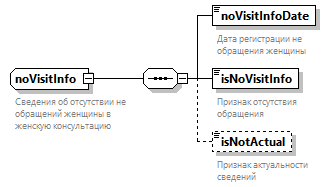 noVisitInfoDate
Дата регистрации не
обращения женщины
noVisitInfo
Сведения об отсутствии не
обращений женщины в
женскую консультацию
isNoVisitInfo
Признак отсутствия
обращения
isNotActual
Признак актуальности
сведений